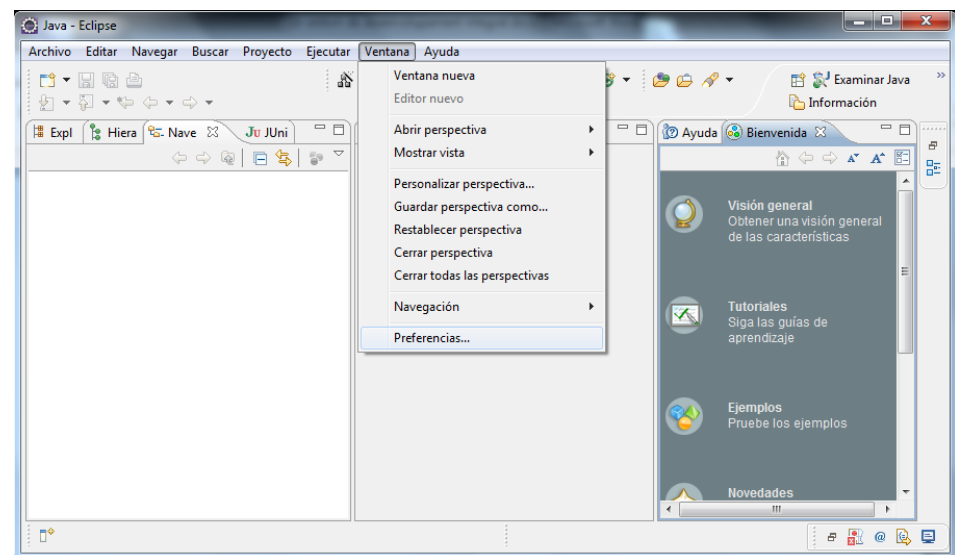 Java - Eclipse
Archivo Editar Navegar Buscar Proyecto Ejecutar Ventana Ayuda
Examinar Java
Información
Expl Hiera Nave Ju JUni
Ventana nueva
Editor nuevo
Abrir perspectiva
Mostrar vista
Personalizar perspectiva...
Guardar perspectiva como...
Restablecer perspectiva
Cerrar perspectiva
Cerrar todas las perspectivas
Navegación
Preferencias...
Ayuda Bienvenida
Visión general
Obtener una visión general
de las características
Tutoriales
Siga las guías de
aprendizaje
Ejemplos
Pruebe los ejemplos
Novedades